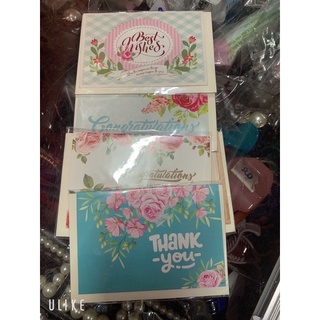 Best
Wishes
Congratulations
Congratulations
THANK
-you-
ULIKE